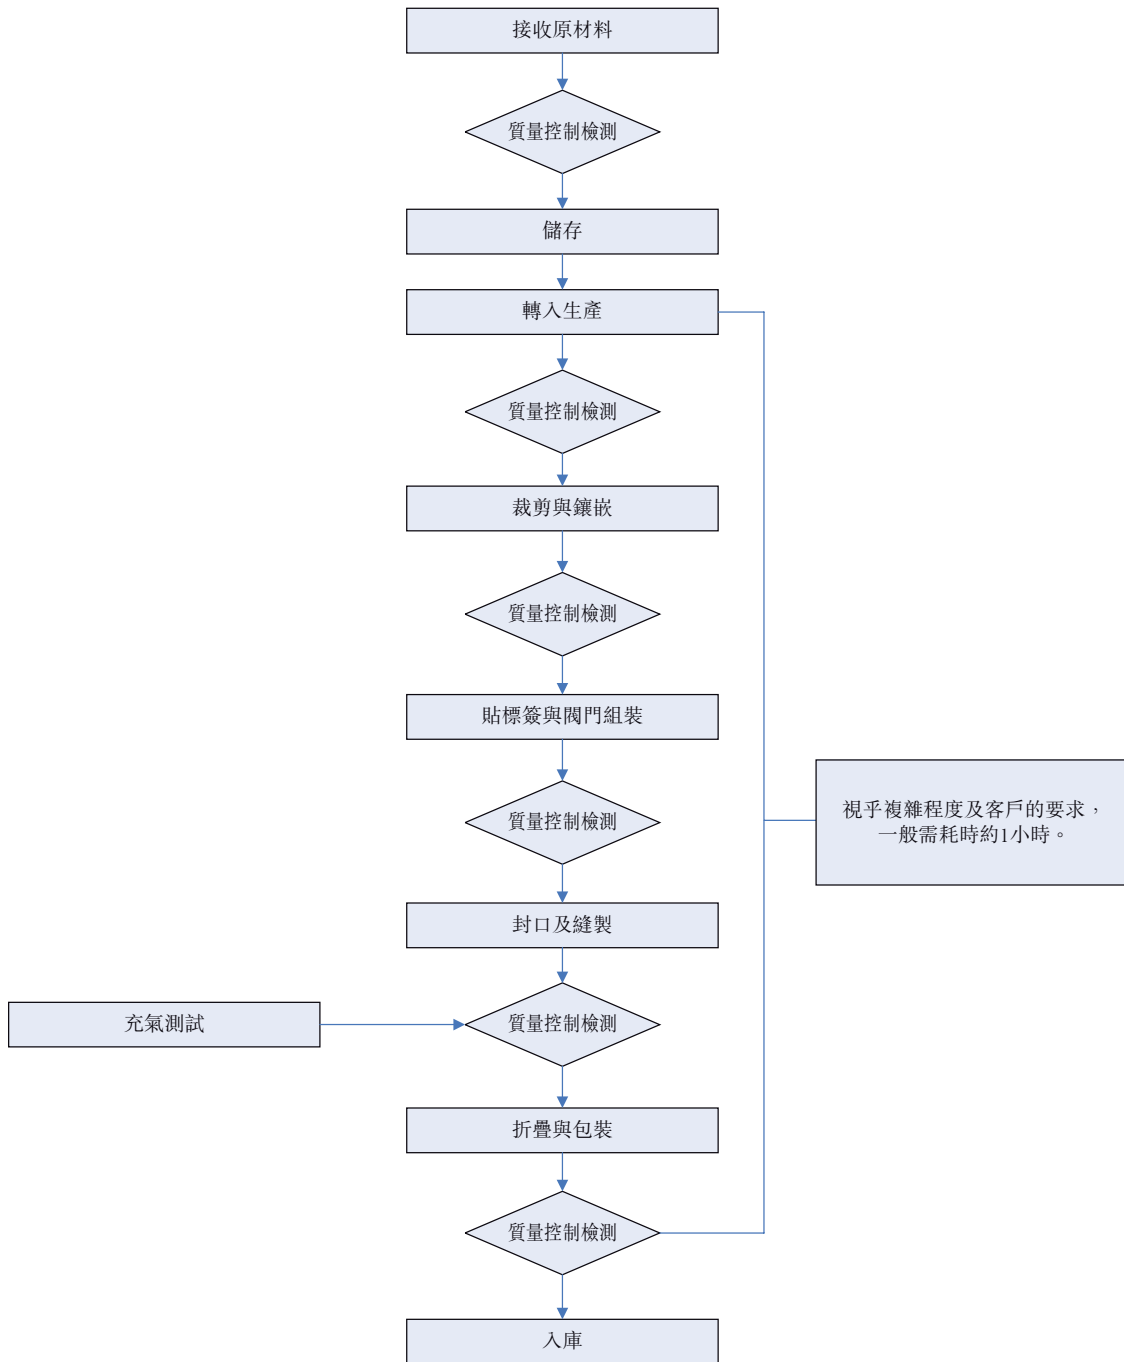 接收原材料
質量控制檢測
儲存
轉入生產
質量控制檢測
裁剪與鑲嵌
質量控制檢測
貼標簽與閥門組裝
質量控制檢測
視乎複雜程度及客戶的要求，
一般需耗時約1小時。
封口及縫製
充氣測試
質量控制檢測
折疊與包裝
質量控制檢測
入庫